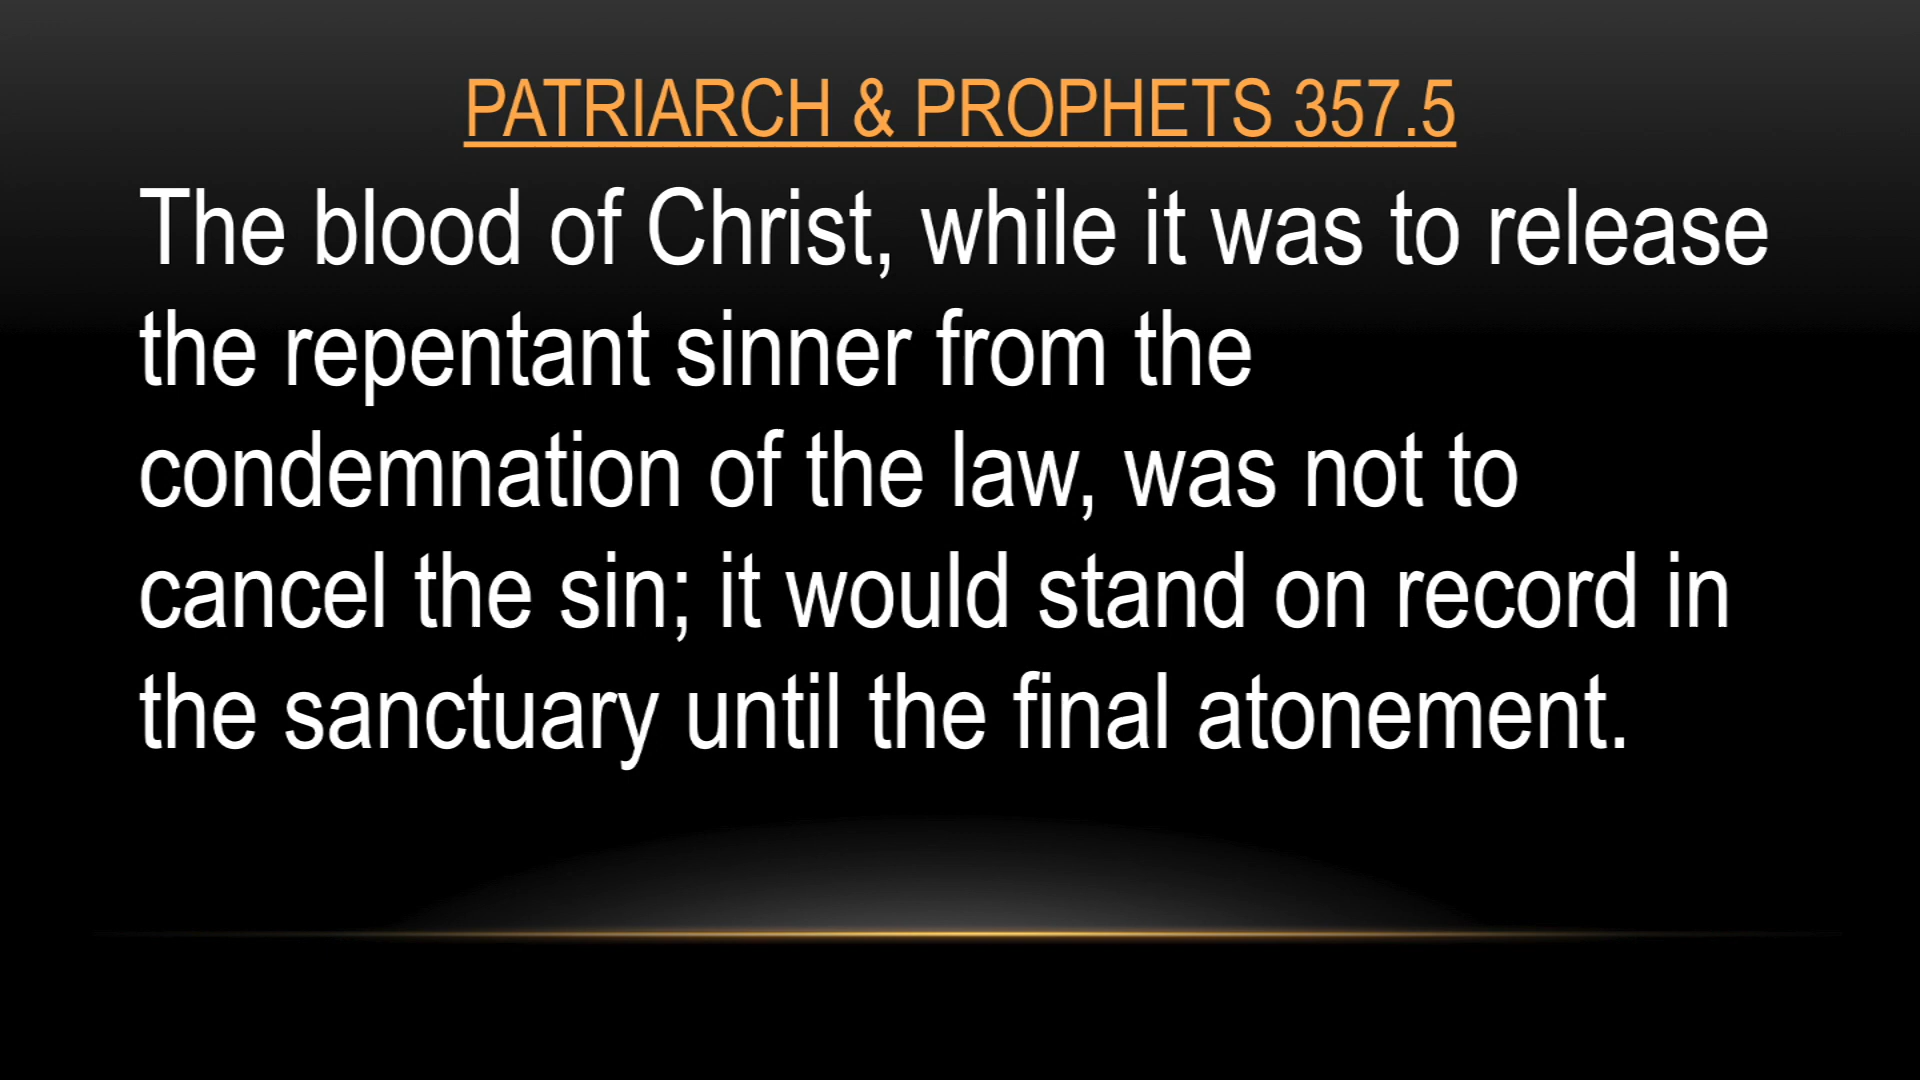 PATRIARCH & PROPHETS 357.5
The blood of Christ, while it was to release
the repentant sinner from the
condemnation of the law, was not to
cancel the sin; it would stand on record in
the sanctuary until the final atonement.